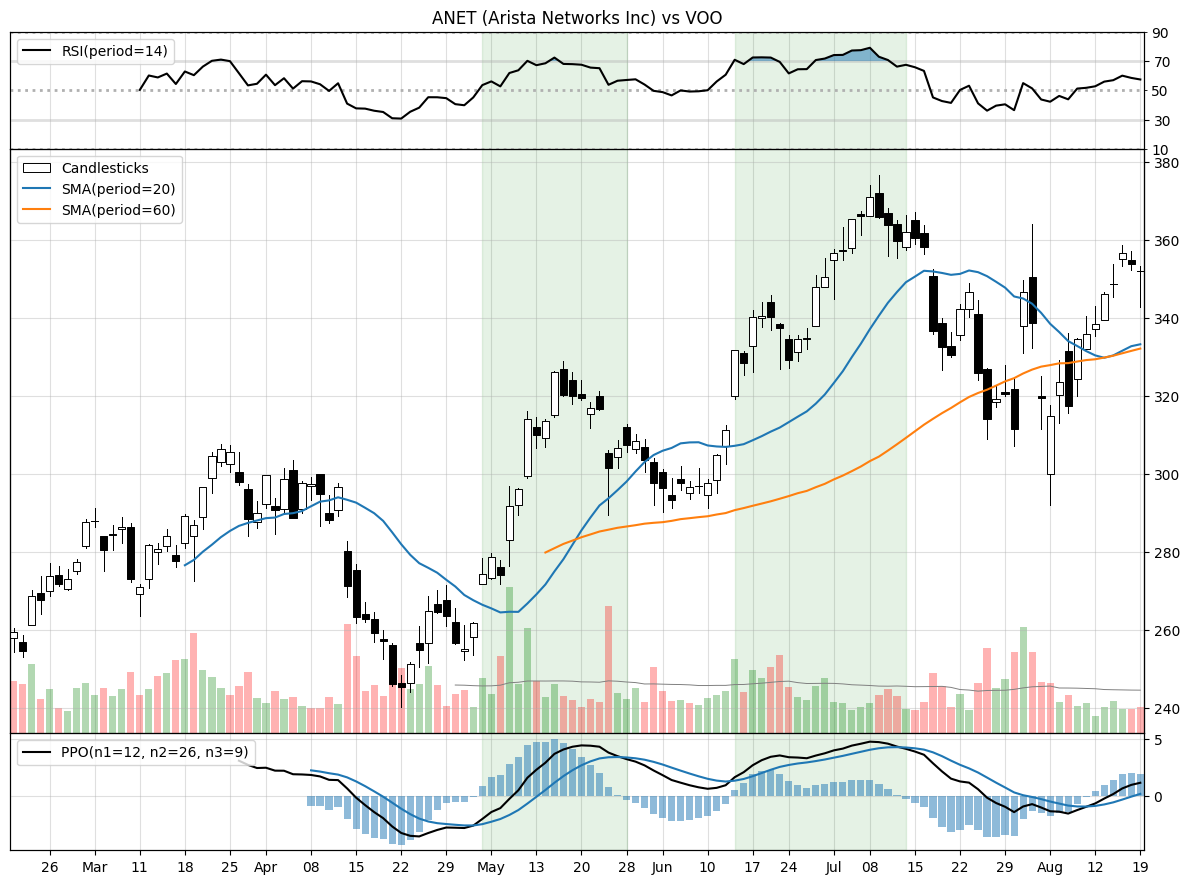 ANET (Arista Networks Inc) vs VOO
RSI(period=14)
90
70
50
30
10
Candlesticks
SMA(period=20)
SMA(period=60)
380
360
340
320
300
280
260
240
PPO(n1=12, n2=26, n3=9)
5
0
26 Mar 11 18 25 Apr 08 15 22 29 May 13 20 28 Jun 10 17 24 Jul 08 15 22 29 Aug 12 19